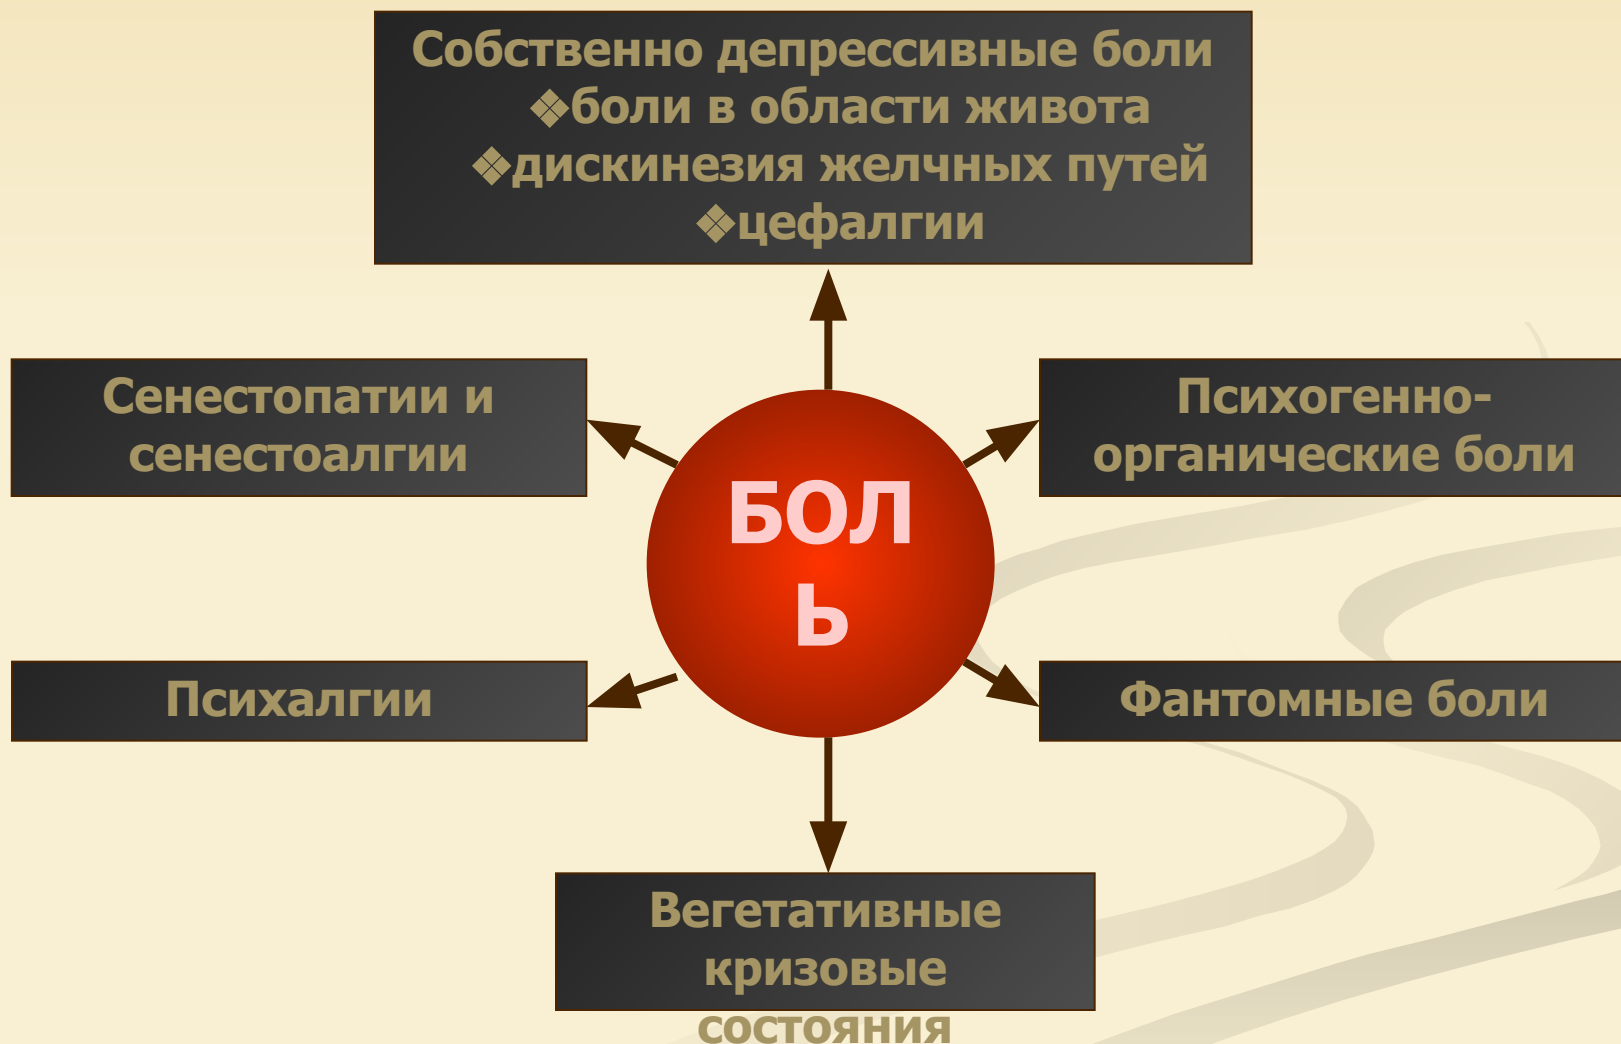 Собственно депрессивные боли
❖боли в области живота
❖дискинезия желчных путей
❖цефалгии
Сенестопатии и
сенестоалгии
Психогенно-
органические боли
БОЛ
Ь
Психалгии
Фантомные боли
Вегетативные
кризовые
состояния